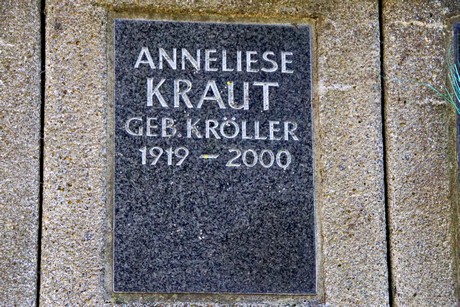 ANNELIESE
KRAUT
GEB. KRÖLLER
1919 – 2000